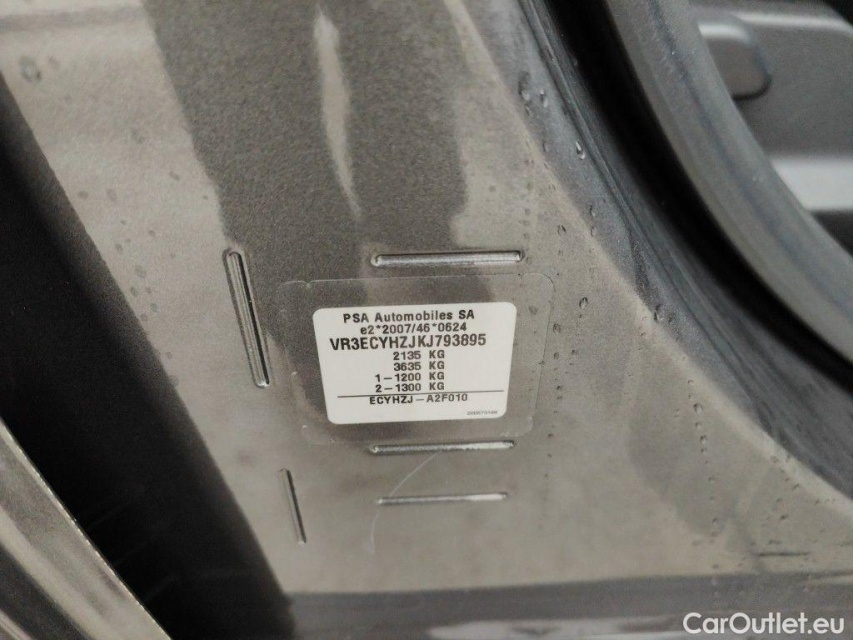 PSA Automobiles SA
e2*2007/46*0624
VR3ECYHZJKJ793895
2135 KG
3635 KG
1-1200 KG
2-1300 KG
ECYHZJ-A2F010
CarOutlet.eu